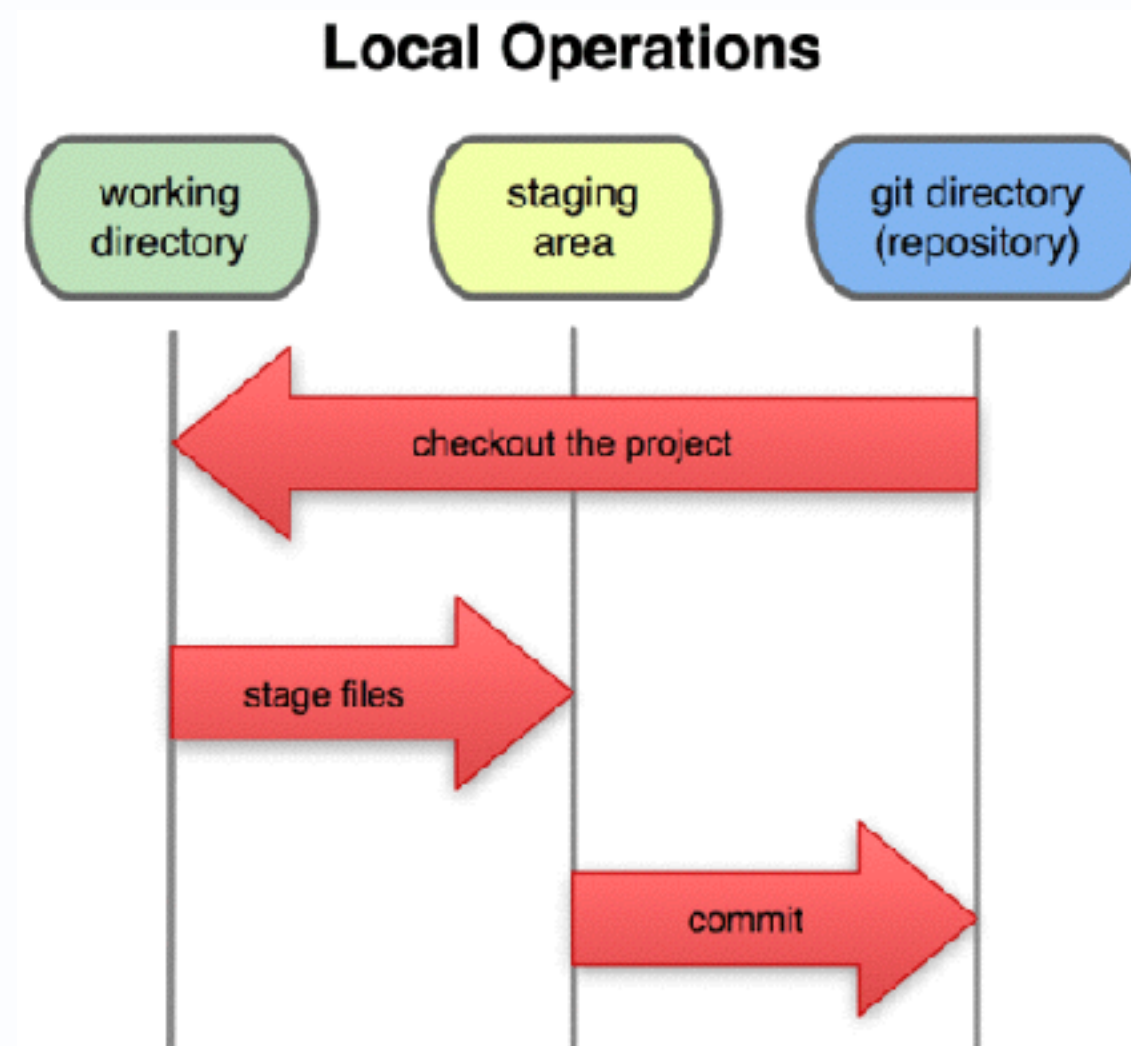 Local Operations
working
directory
staging
area
git directory
(repository)
checkout the project
stage files
commit